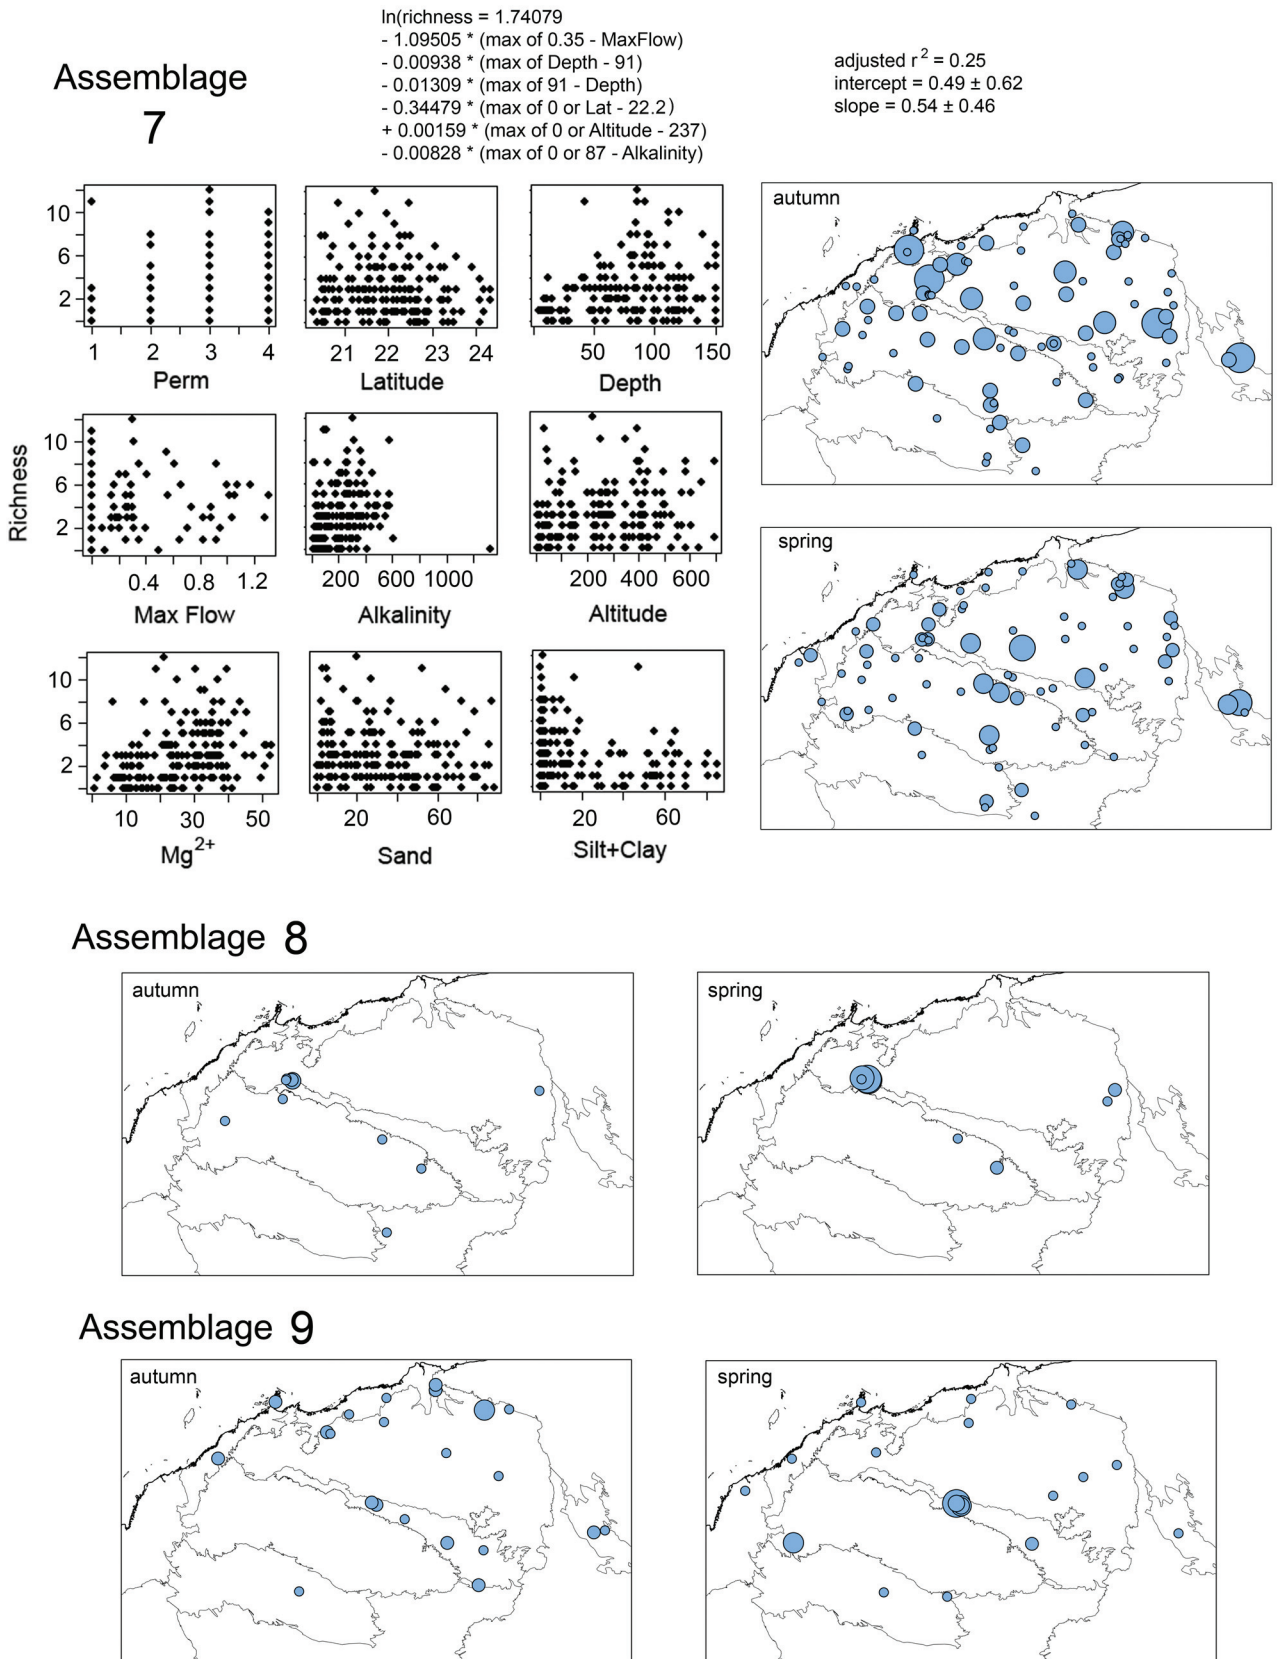 Assemblage
7
ln(richness = 1.74079
- 1.09505 * (max of 0.35 - MaxFlow)
- 0.00938 * (max of Depth - 91)
- 0.01309 * (max of 91 - Depth)
- 0.34479 * (max of 0 or Lat - 22.2)
+ 0.00159 * (max of 0 or Altitude - 237)
- 0.00828 * (max of 0 or 87 - Alkalinity)
adjusted r² = 0.25
intercept = 0.49 ± 0.62
slope = 0.54 ± 0.46
Richness
10
6
2
1 2 3 4
Perm
21 22 23 24
Latitude
50 100 150
Depth
10
6
2
0.4 0.8 1.2
Max Flow
200 600 1000
Alkalinity
200 400 600
Altitude
10
6
2
10 30 50
Mg²⁺
20 60
Sand
20 60
Silt+Clay
autumn
spring
Assemblage 8
autumn
spring
Assemblage 9
autumn
spring